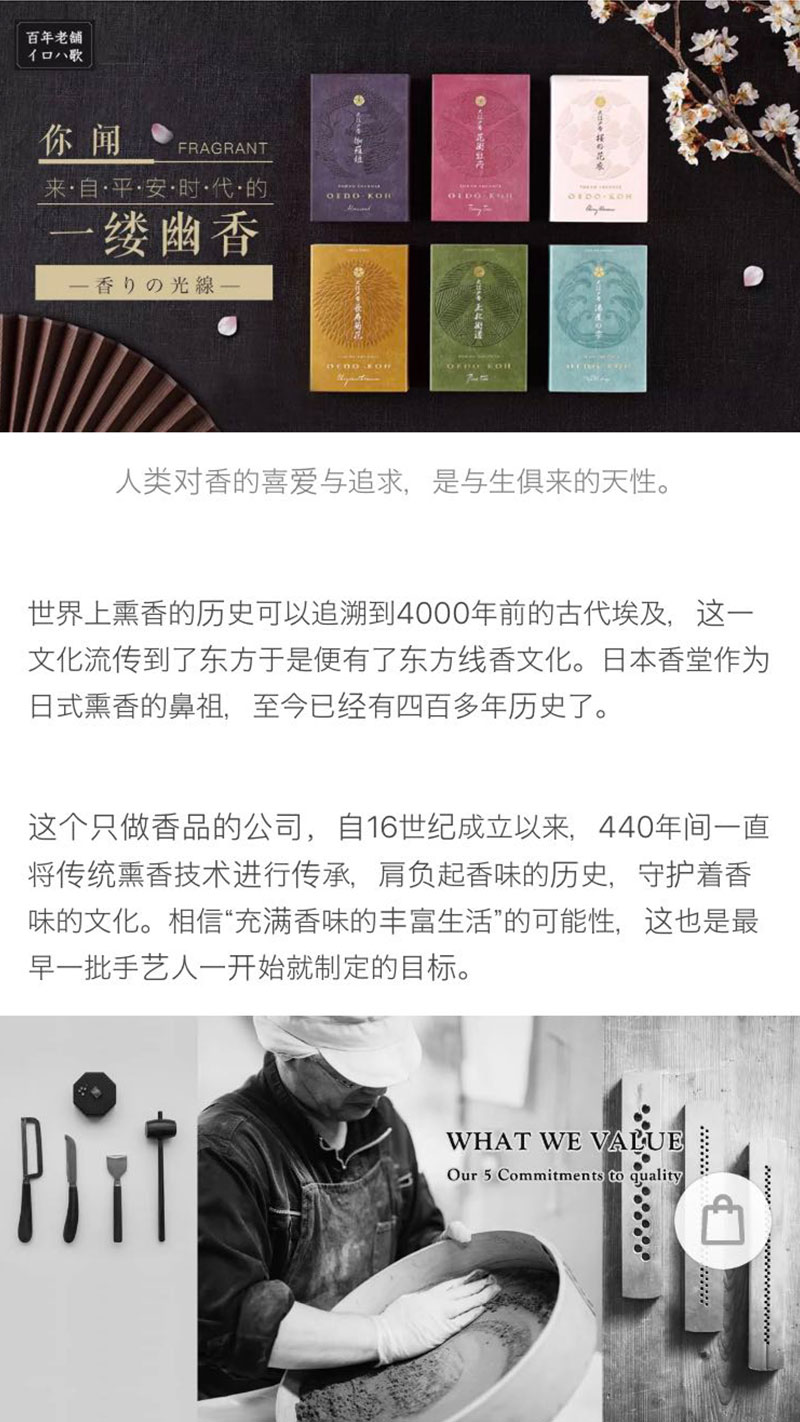 百年老舗
イロハ歌
你闻
FRAGRANT
来·自·平·安·时·代·的
一缕幽香
—香りの光線—
OEDO-KOH
OEDO-KOH
OEDO-KOH
OEDO-KOH
OEDO-KOH
OEDO-KOH
人类对香的喜爱与追求，是与生俱来的天性。
世界上熏香的历史可以追溯到4000年前的古代埃及，这一
文化流传到了东方于是便有了东方线香文化。日本香堂作为
日式熏香的鼻祖，至今已经有四百多年历史了。
这个只做香品的公司，自16世纪成立以来，440年间一直
将传统熏香技术进行传承，肩负起香味的历史，守护着香
味的文化。相信“充满香味的丰富生活”的可能性，这也是最
早一批手艺人一开始就制定的目标。
WHAT WE VALUE
Our 5 Commitments to quality